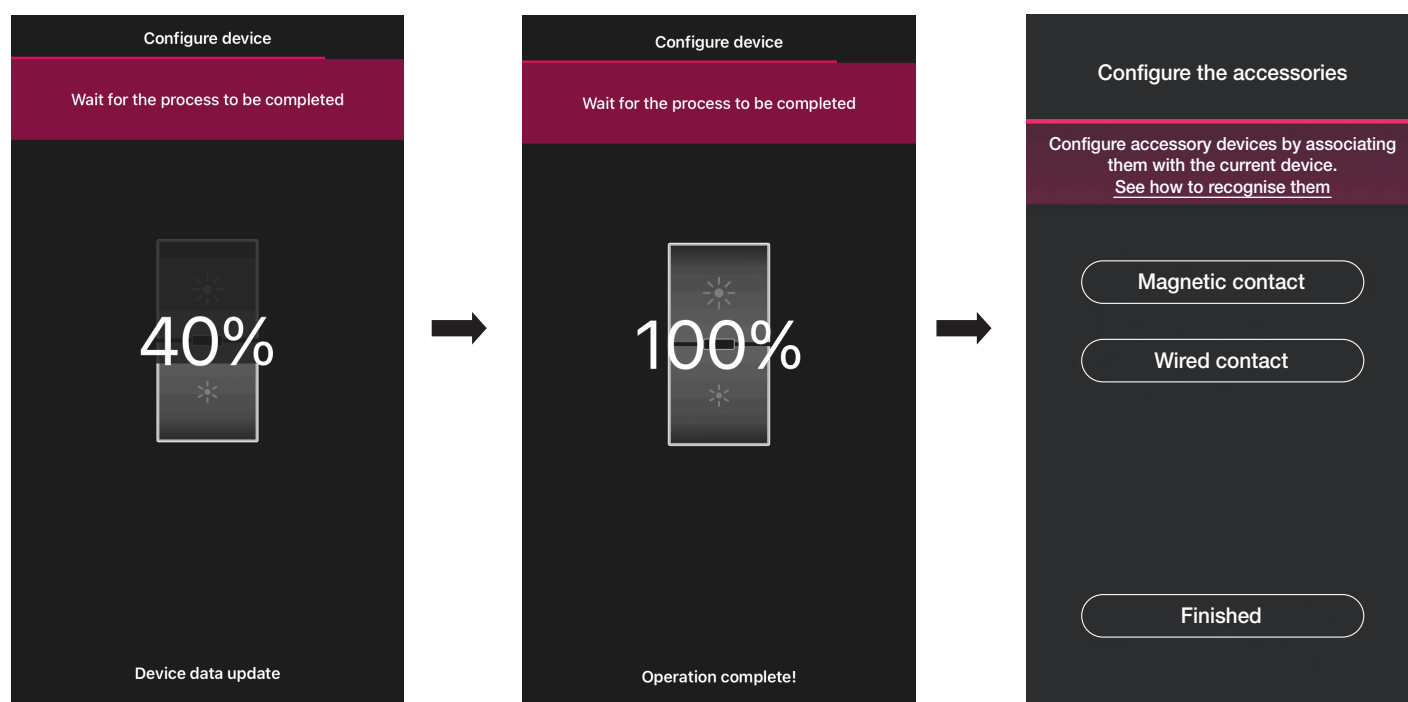 Configure device
Wait for the process to be completed
40%
Device data update
Configure device
Wait for the process to be completed
100%
Operation complete!
Configure the accessories
Configure accessory devices by associating
them with the current device.
See how to recognise them
Magnetic contact
Wired contact
Finished